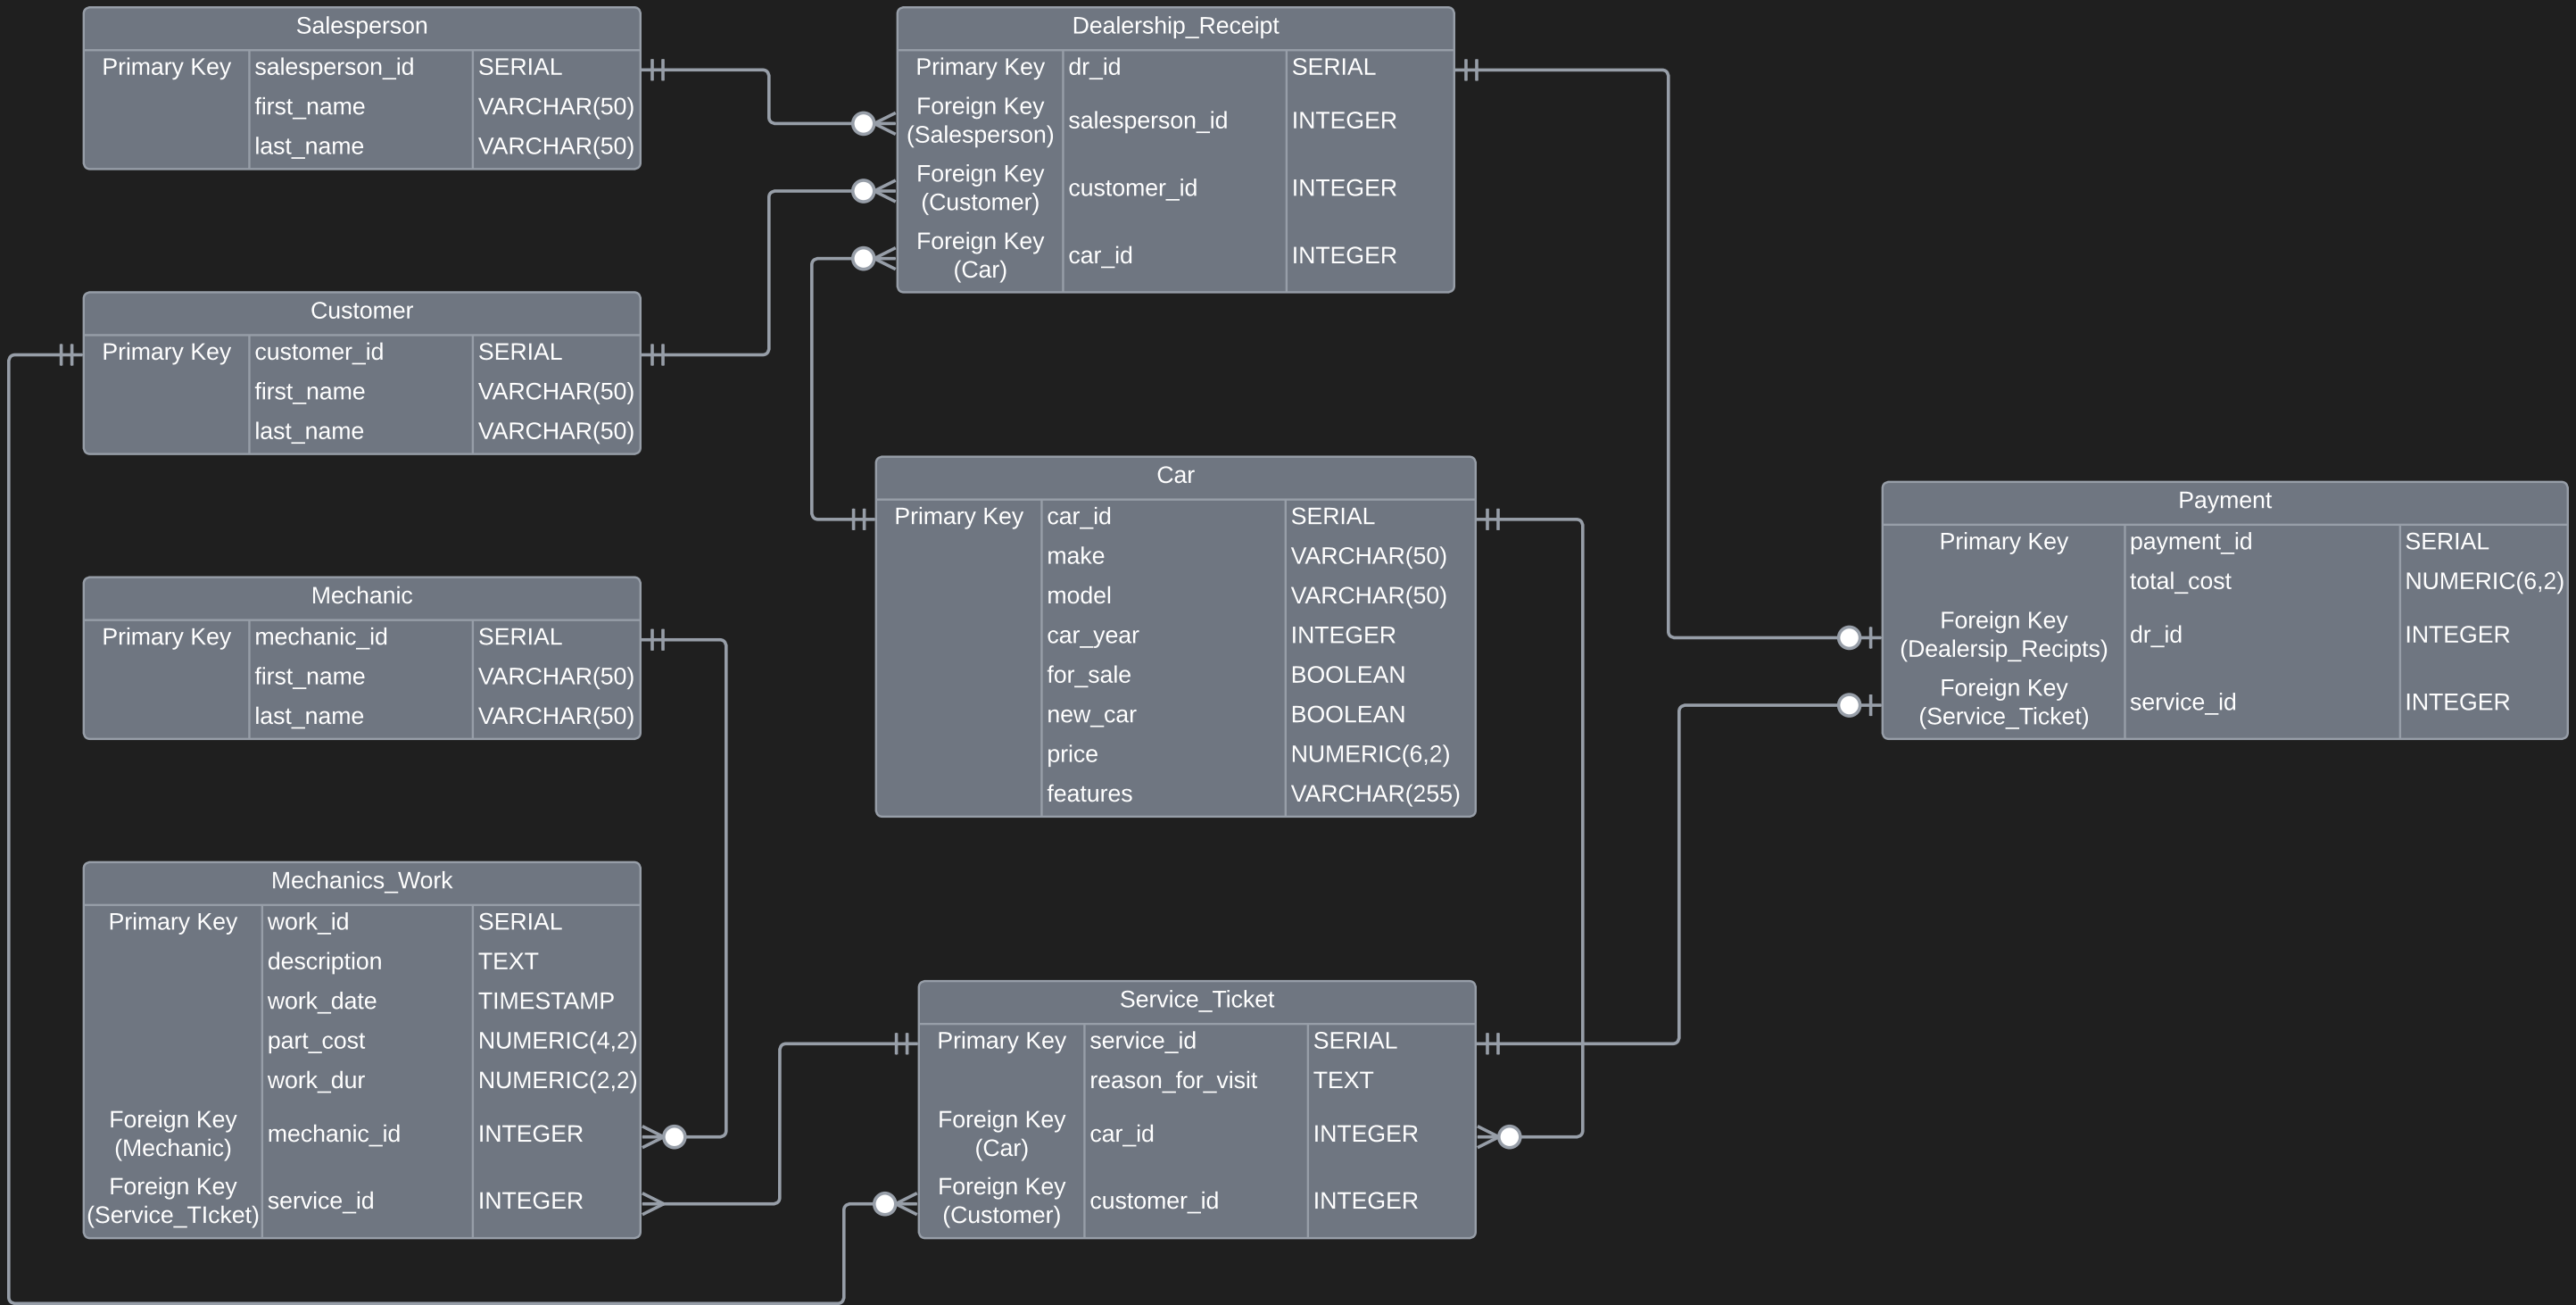 Salesperson
Primary Key salesperson_id SERIAL
first_name VARCHAR(50)
last_name VARCHAR(50)
Dealership_Receipt
Primary Key dr_id SERIAL
Foreign Key
(Salesperson) salesperson_id INTEGER
Foreign Key
(Customer) customer_id INTEGER
Foreign Key
(Car) car_id INTEGER
Customer
Primary Key customer_id SERIAL
first_name VARCHAR(50)
last_name VARCHAR(50)
Car
Primary Key car_id SERIAL
make VARCHAR(50)
model VARCHAR(50)
car_year INTEGER
for_sale BOOLEAN
new_car BOOLEAN
price NUMERIC(6,2)
features VARCHAR(255)
Payment
Primary Key payment_id SERIAL
total_cost NUMERIC(6,2)
Foreign Key
(Dealersip_Recipts) dr_id INTEGER
Foreign Key
(Service_Ticket) service_id INTEGER
Mechanic
Primary Key mechanic_id SERIAL
first_name VARCHAR(50)
last_name VARCHAR(50)
Mechanics_Work
Primary Key work_id SERIAL
description TEXT
work_date TIMESTAMP
part_cost NUMERIC(4,2)
work_dur NUMERIC(2,2)
Foreign Key
(Mechanic) mechanic_id INTEGER
Foreign Key
(Service_TIcket) service_id INTEGER
Service_Ticket
Primary Key service_id SERIAL
reason_for_visit TEXT
Foreign Key
(Car) car_id INTEGER
Foreign Key
(Customer) customer_id INTEGER